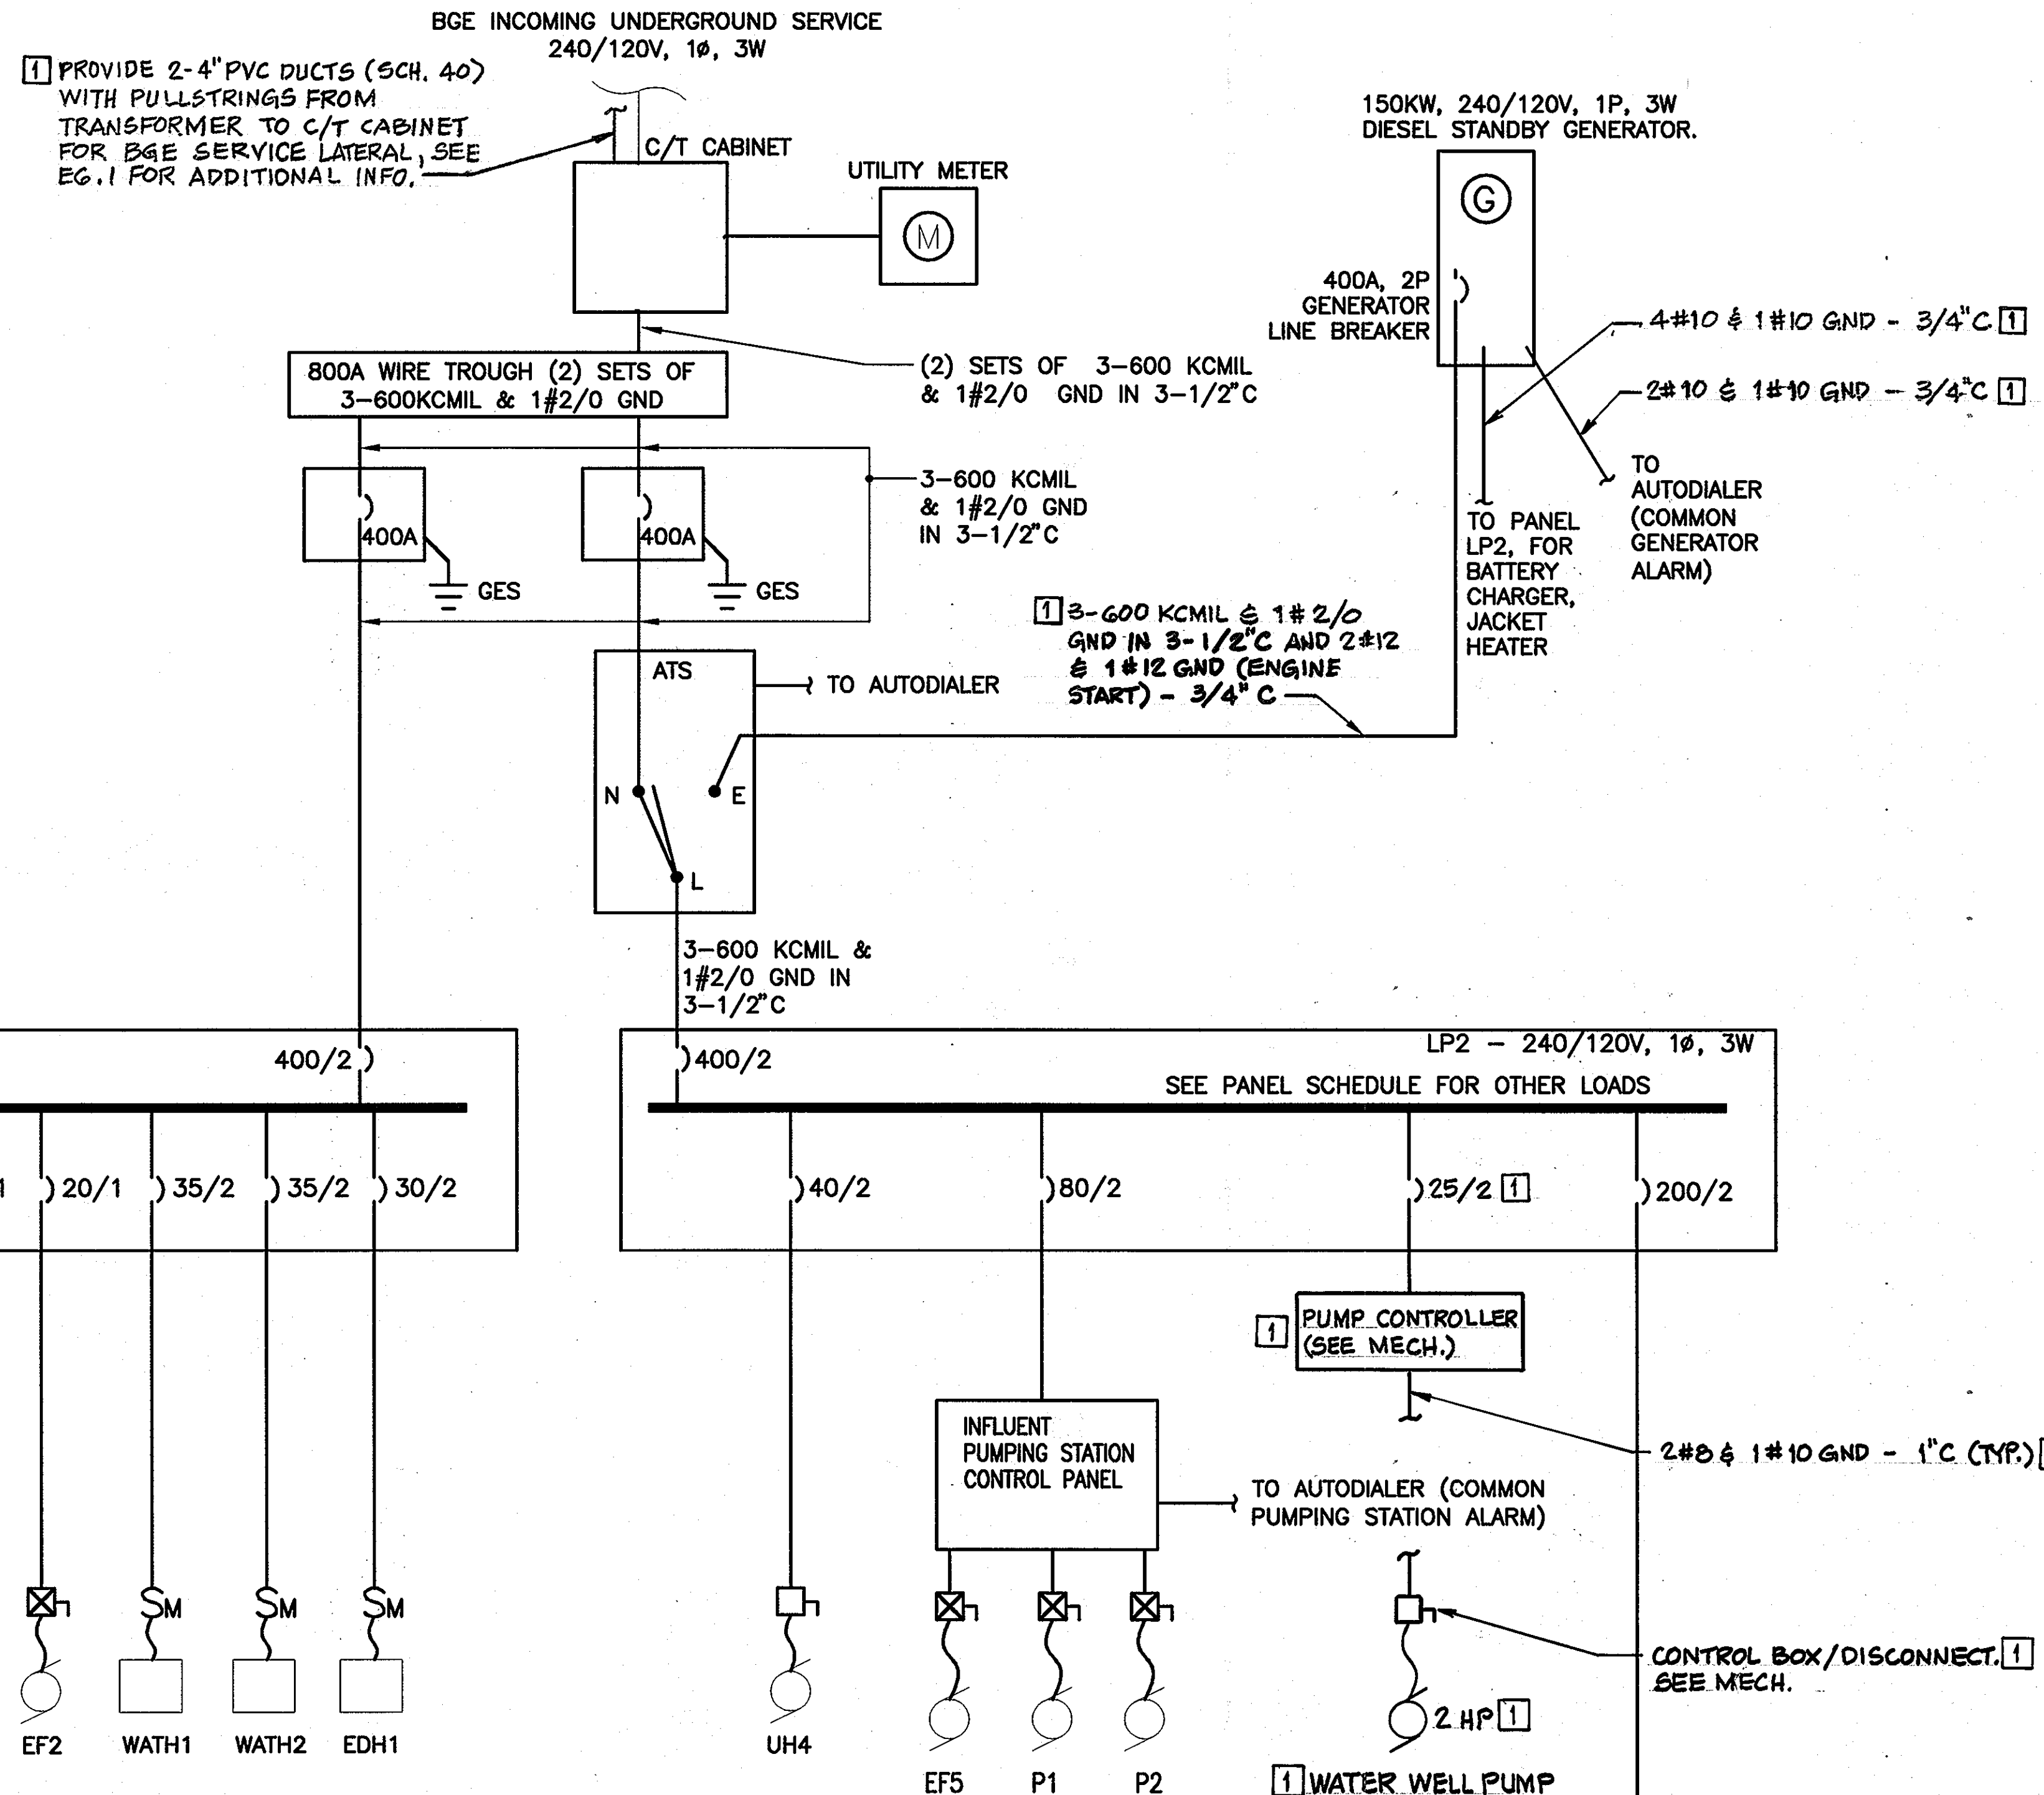 BGE INCOMING UNDERGROUND SERVICE
240/120V, 1ø, 3W
1 PROVIDE 2-4" PVC DUCTS (SCH. 40)
WITH PULLSTRINGS FROM
TRANSFORMER TO C/T CABINET
FOR BGE SERVICE LATERAL, SEE
EG.1 FOR ADDITIONAL INFO.
C/T CABINET
UTILITY METER
M
150KW, 240/120V, 1P, 3W
DIESEL STANDBY GENERATOR.
G
400A, 2P
GENERATOR
LINE BREAKER
4#10 & 1#10 GND - 3/4"C 1
2#10 & 1#10 GND - 3/4"C 1
800A WIRE TROUGH (2) SETS OF
3-600KCMIL & 1#2/0 GND
(2) SETS OF 3-600 KCMIL
& 1#2/0 GND IN 3-1/2"C
3-600 KCMIL
& 1#2/0 GND
IN 3-1/2"C
400A
GES
400A
GES
TO PANEL
LP2, FOR
BATTERY
CHARGER,
JACKET
HEATER
TO
AUTODIALER
(COMMON
GENERATOR
ALARM)
1 3-600 KCMIL & 1#2/0
GND IN 3-1/2"C AND 2#12
& 1#12 GND (ENGINE
START) - 3/4" C
ATS
TO AUTODIALER
N
E
L
3-600 KCMIL &
1#2/0 GND IN
3-1/2"C
400/2
400/2
LP2 - 240/120V, 1ø, 3W
SEE PANEL SCHEDULE FOR OTHER LOADS
1
20/1
35/2
35/2
30/2
40/2
80/2
25/2 1
200/2
1 PUMP CONTROLLER
(SEE MECH.)
INFLUENT
PUMPING STATION
CONTROL PANEL
2#8 & 1#10 GND - 1"C (TYP.)
TO AUTODIALER (COMMON
PUMPING STATION ALARM)
SM
SM
SM
CONTROL BOX/DISCONNECT. 1
SEE MECH.
2 HP 1
EF2
WATH1
WATH2
EDH1
UH4
EF5
P1
P2
1 WATER WELL PUMP